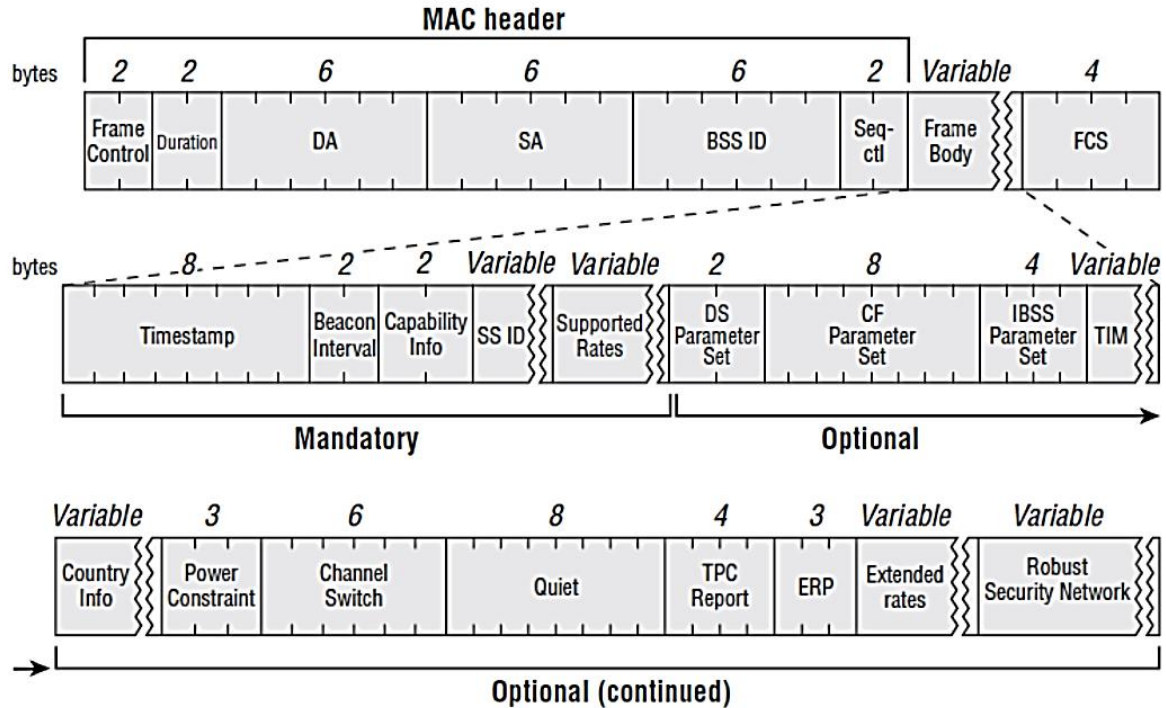 MAC header
bytes 2 2 6 6 6 2 Variable 4
Frame Control Duration DA SA BSS ID Seq-ctl Frame Body FCS
bytes 8 2 2 Variable Variable 2 8 4 Variable
Timestamp Beacon Interval Capability Info SS ID Supported Rates DS Parameter Set CF Parameter Set IBSS Parameter Set TIM
Mandatory Optional
Variable 3 6 8 4 3 Variable Variable
Country Info Power Constraint Channel Switch Quiet TPC Report ERP Extended rates Robust Security Network
Optional (continued)